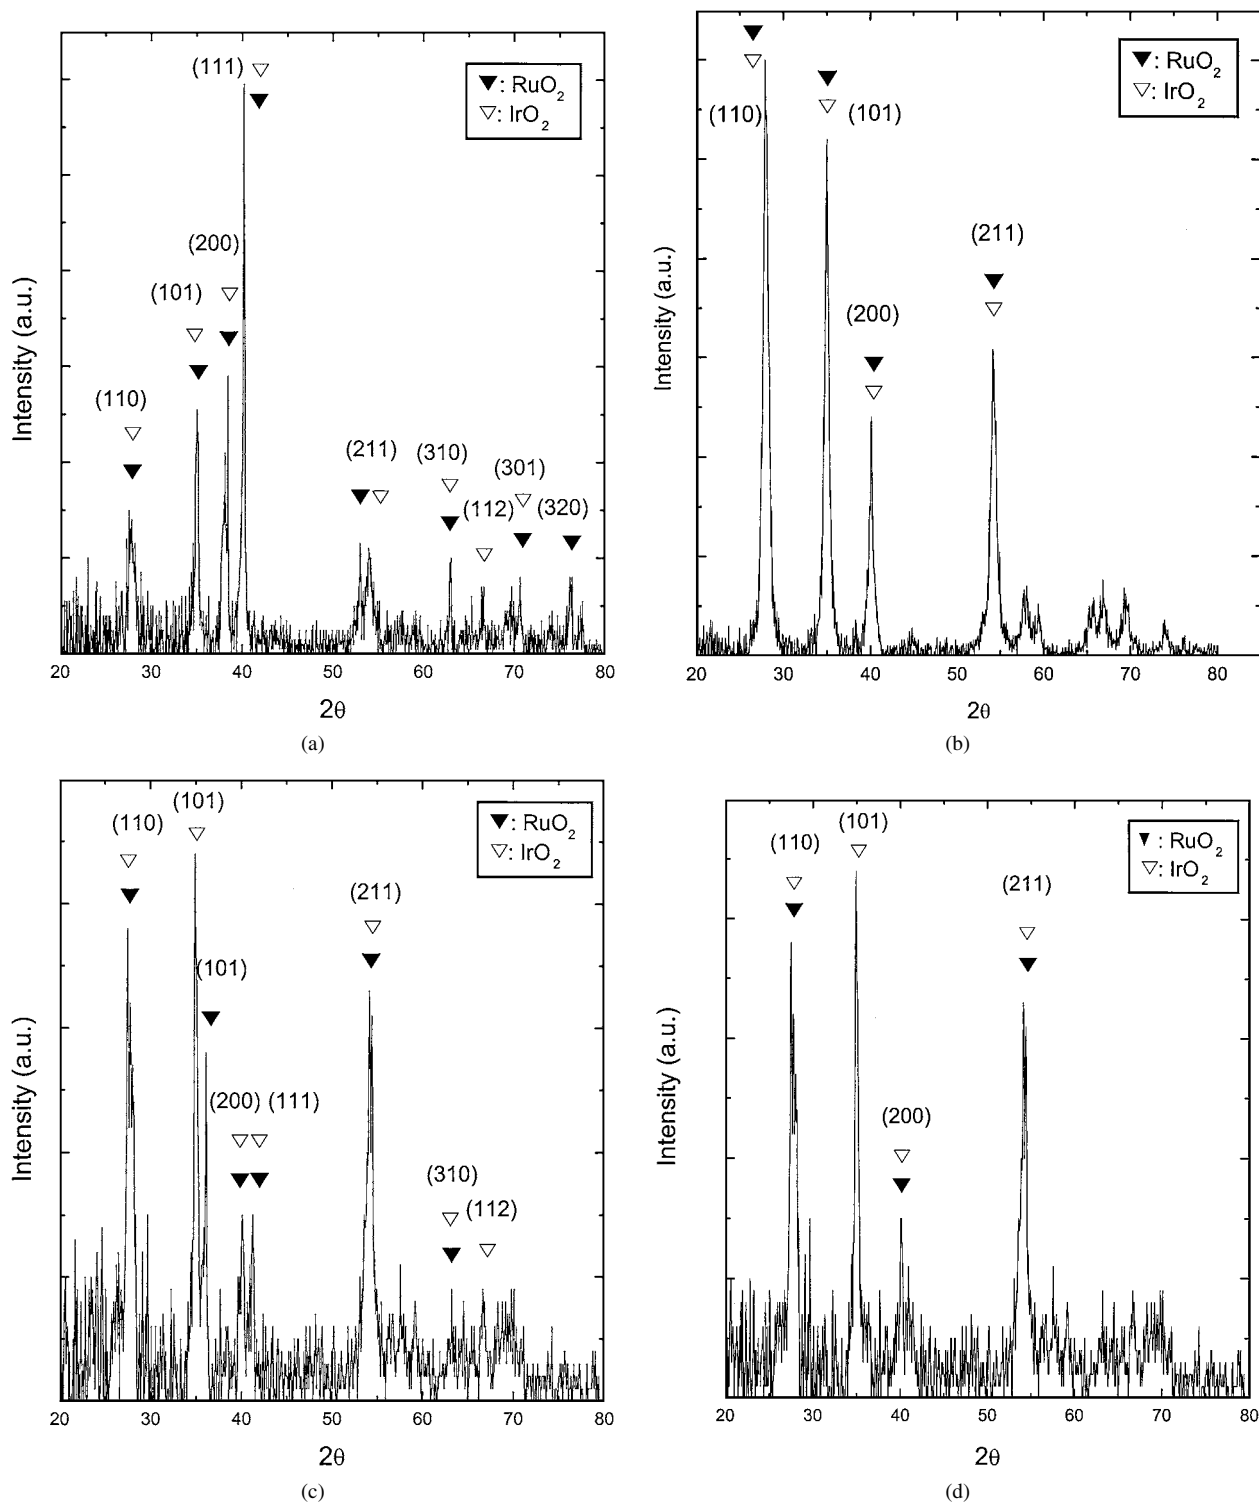 (111) ▽
▼
▼: RuO₂
▽: IrO₂
(200)
▽
(101)
▽ ▼
▼
(110)
▽
▼
(211)
▼ ▽
(310)
▽
▼
(301)
▽
(112)
▽ ▼
(320)
▼
Intensity (a.u.)
20 30 40 50 60 70 80
2θ
(a)
▼
▽
(110)
▼
▽ (101)
▼: RuO₂
▽: IrO₂
(200)
▼
▽
(211)
▼
▽
Intensity (a.u.)
20 30 40 50 60 70 80
2θ
(b)
(101)
(110) ▽
▽
▼
▼: RuO₂
▽: IrO₂
(101)
▼
(200) (111)
▽ ▽
▼ ▼
(211)
▽
▼
(310)
▽
▼
(112)
▽
Intensity (a.u.)
20 30 40 50 60 70 80
2θ
(c)
(101)
(110) ▽
▽
▼
▼: RuO₂
▽: IrO₂
(200)
▽
▼
(211)
▽
▼
Intensity (a.u.)
20 30 40 50 60 70 80
2θ
(d)